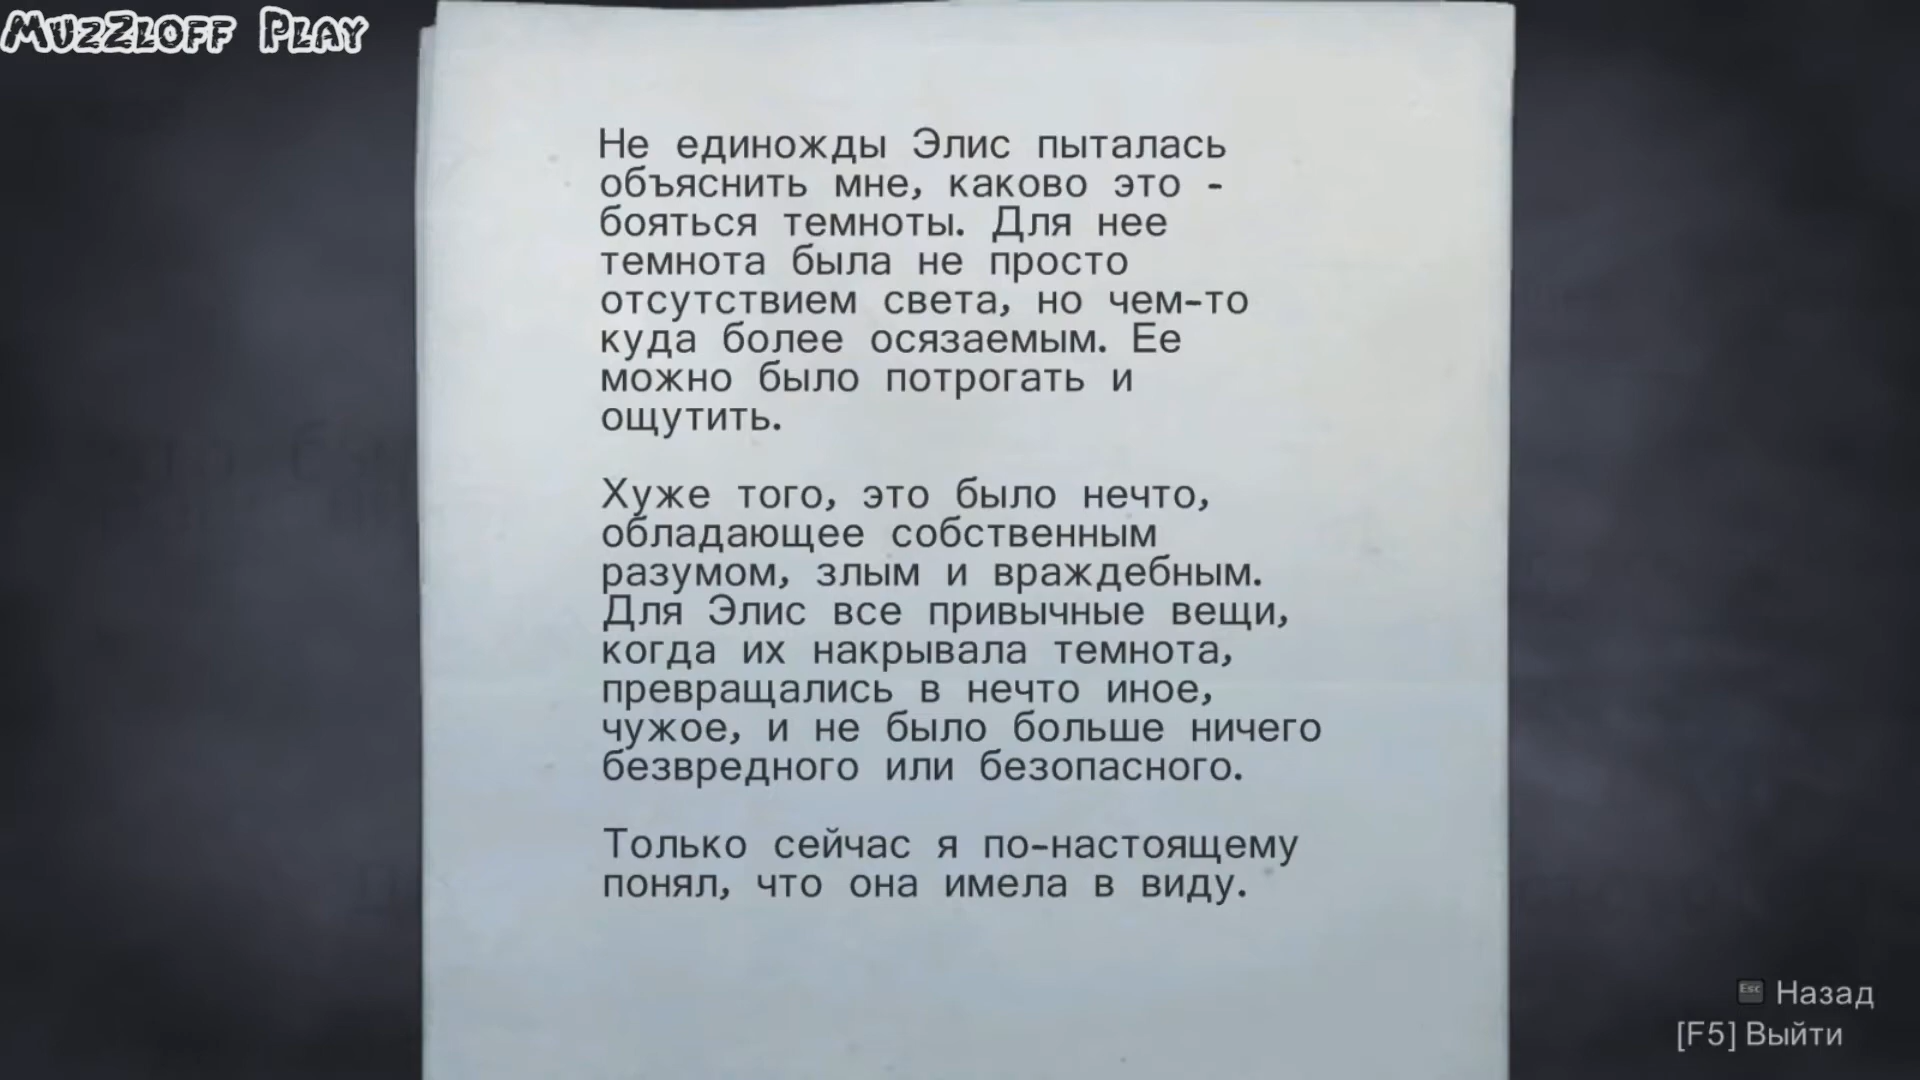 MuzZloff Play
Не единожды Элис пыталась
объяснить мне, каково это -
бояться темноты. Для нее
темнота была не просто
отсутствием света, но чем-то
куда более осязаемым. Ее
можно было потрогать и
ощутить.
Хуже того, это было нечто,
обладающее собственным
разумом, злым и враждебным.
Для Элис все привычные вещи,
когда их накрывала темнота,
превращались в нечто иное,
чужое, и не было больше ничего
безвредного или безопасного.
Только сейчас я по-настоящему
понял, что она имела в виду.
Esc Назад
[F5] Выйти